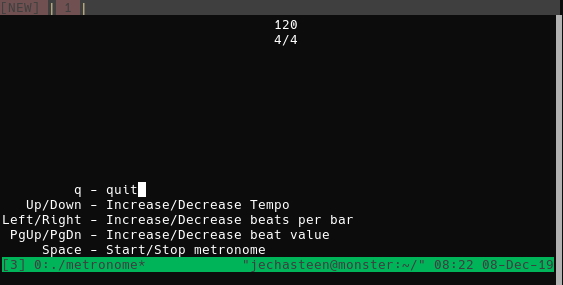 [NEW] | 1 |
120
4/4
q - quit
Up/Down - Increase/Decrease Tempo
Left/Right - Increase/Decrease beats per bar
PgUp/PgDn - Increase/Decrease beat value
Space - Start/Stop metronome
[3] 0:./metronome* "jechasteen@monster:~/" 08:22 08-Dec-19